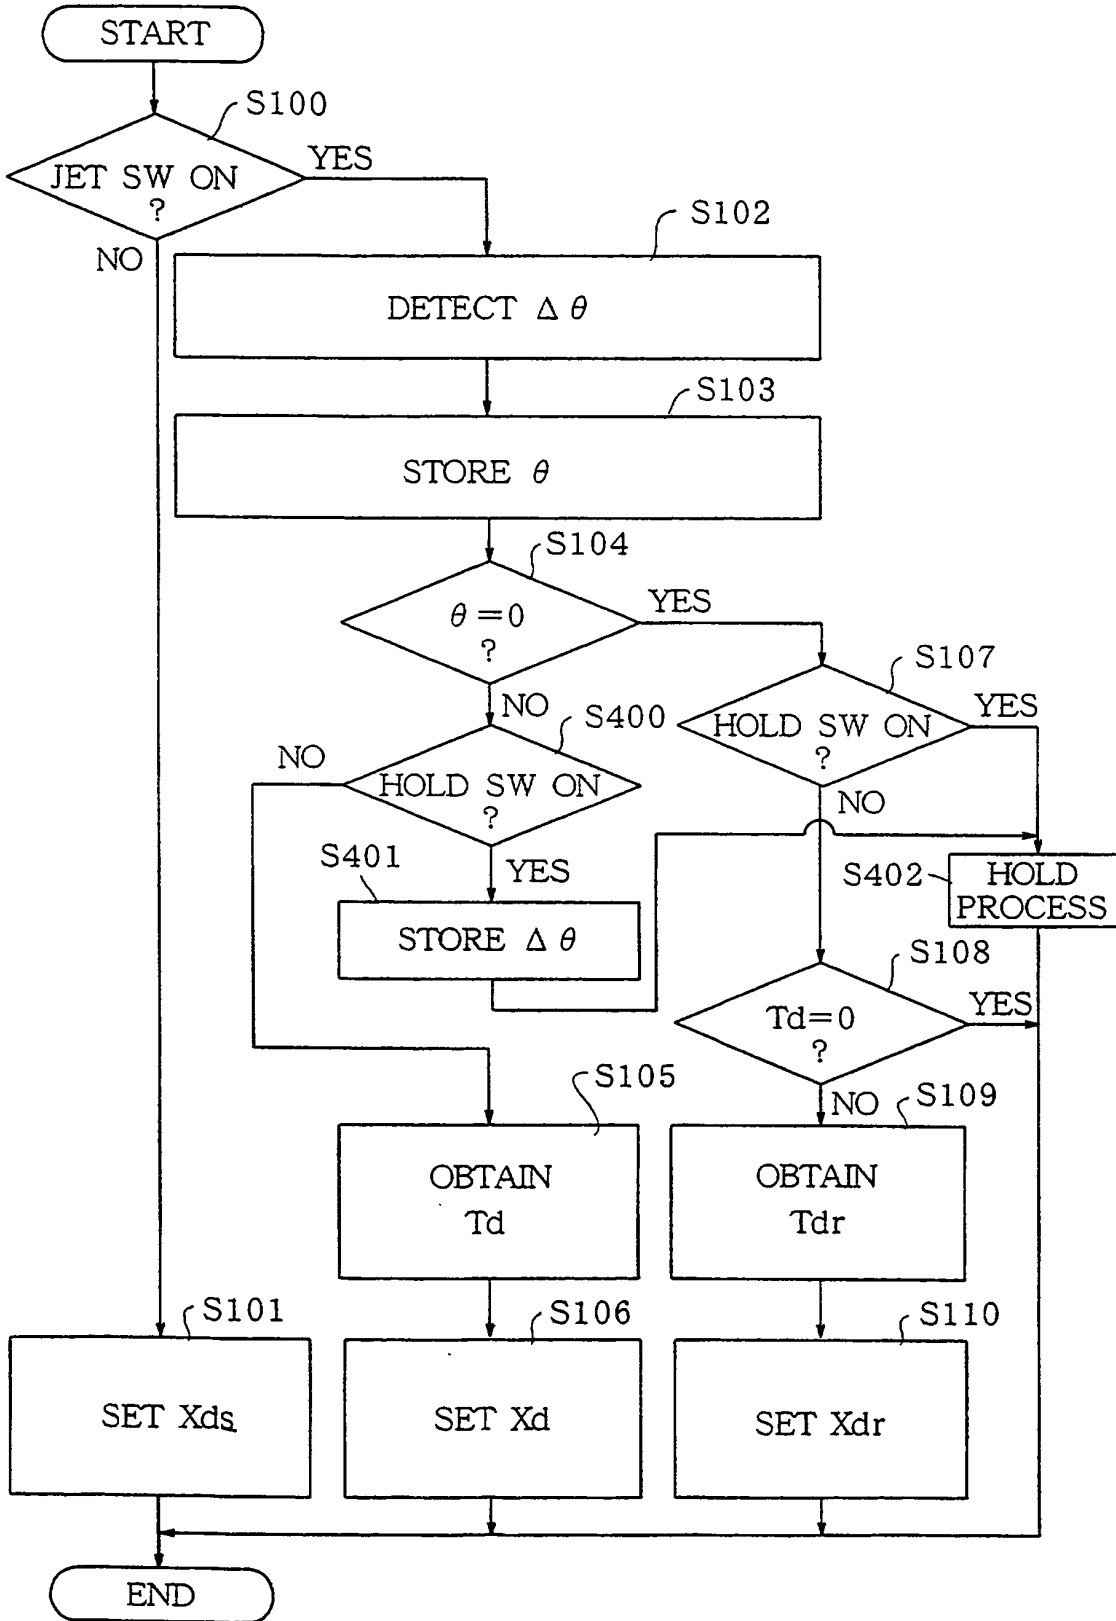 START
S100
JET SW ON
?
YES
NO
S102
DETECT Δ θ
S103
STORE θ
S104
θ = 0
?
YES
NO
S107
HOLD SW ON
?
YES
NO
S400
HOLD SW ON
?
NO
YES
S401
STORE Δ θ
S402
HOLD
PROCESS
S108
Td=0
?
YES
NO
S105
OBTAIN
Td
S109
OBTAIN
Tdr
S101
SET Xds
S106
SET Xd
S110
SET Xdr
END